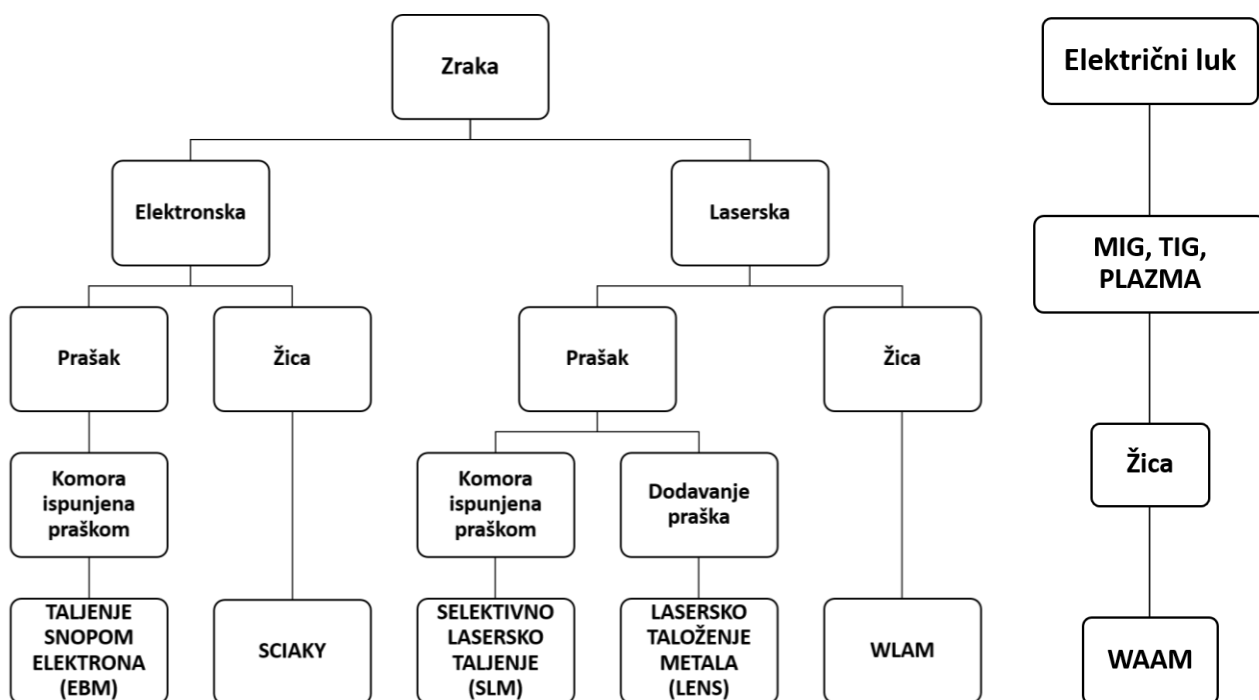 Zraka
Električni luk
Elektronska
Laserska
MIG, TIG,
PLAZMA
Prašak
Žica
Prašak
Žica
Žica
Komora
ispunjena
praškom
Komora
ispunjena
praškom
Dodavanje
praška
TALJENJE
SNOPOM
ELEKTRONA
(EBM)
SCIAKY
SELEKTIVNO
LASERSKO
TALJENJE
(SLM)
LASERSKO
TALOŽENJE
METALA
(LENS)
WLAM
WAAM